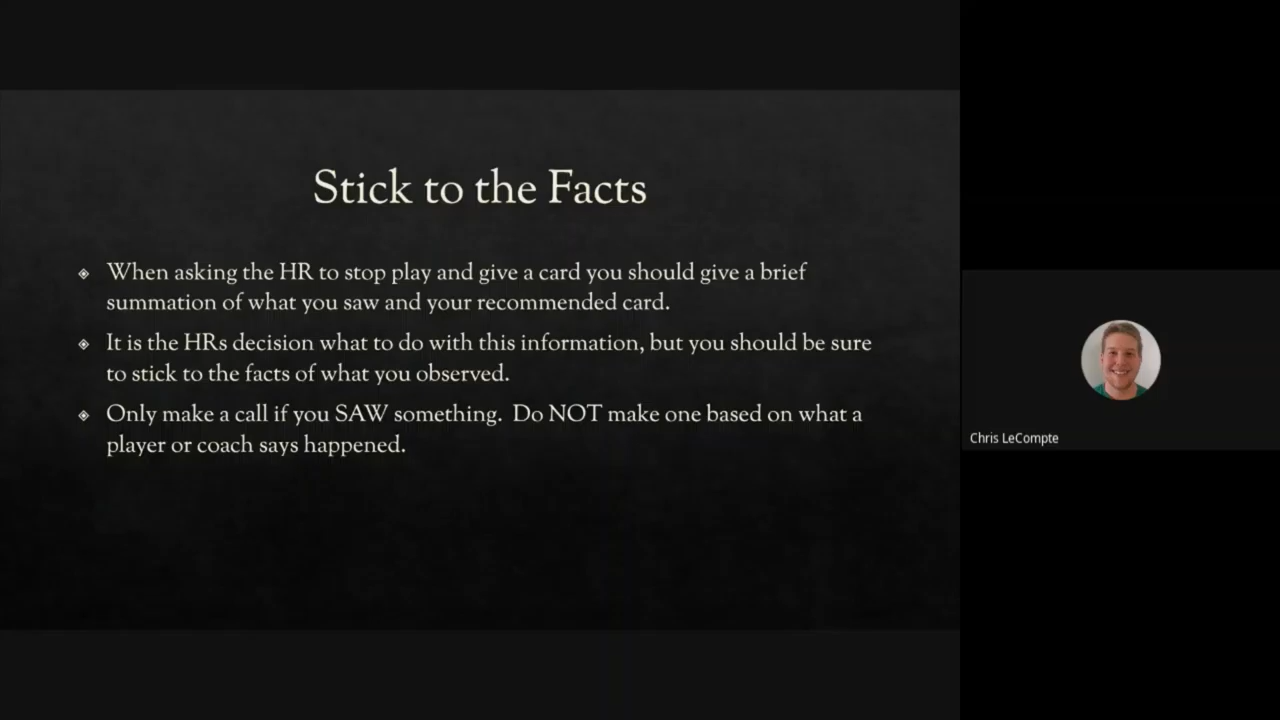 Stick to the Facts
When asking the HR to stop play and give a card you should give a brief
summation of what you saw and your recommended card.
It is the HRs decision what to do with this information, but you should be sure
to stick to the facts of what you observed.
Only make a call if you SAW something.  Do NOT make one based on what a
player or coach says happened.
Chris LeCompte